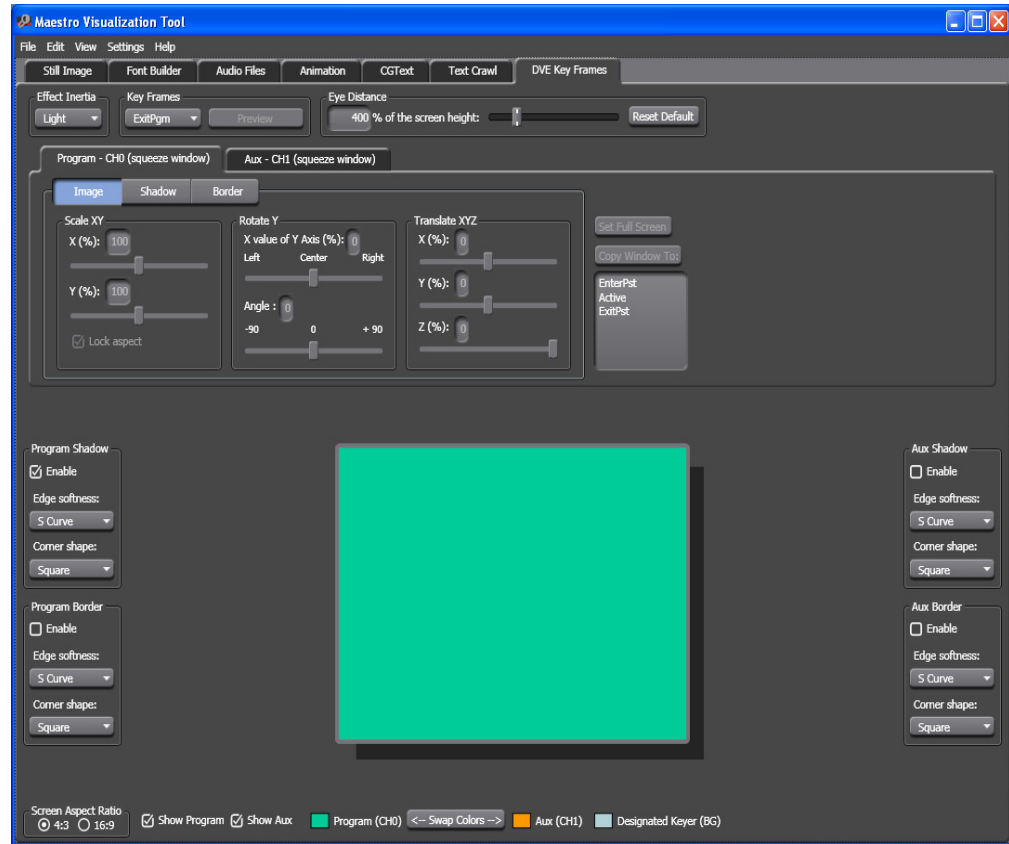 Maestro Visualization Tool
File Edit View Settings Help
Still Image Font Builder Audio Files Animation CGText Text Crawl DVE Key Frames
Effect Inertia Key Frames Eye Distance
Light ExitPgm Preview 400 % of the screen height: Reset Default
Program - CH0 (squeeze window) Aux - CH1 (squeeze window)
Image Shadow Border
Scale XY Rotate Y Translate XYZ
X (%): 100 X value of Y Axis (%): 0 X (%): 0 Set Full Screen
Left Center Right Copy Window To:
Y (%): 100 Y (%): 0 EnterPst
Active
Angle : 0 ExitPst
-90 0 + 90 Z (%): 0
Lock aspect
Program Shadow Aux Shadow
Enable Enable
Edge softness: Edge softness:
S Curve S Curve
Corner shape: Corner shape:
Square Square
Program Border Aux Border
Enable Enable
Edge softness: Edge softness:
S Curve S Curve
Corner shape: Corner shape:
Square Square
Screen Aspect Ratio
4:3 16:9 Show Program Show Aux Program (CH0) <-- Swap Colors --> Aux (CH1) Designated Keyer (BG)